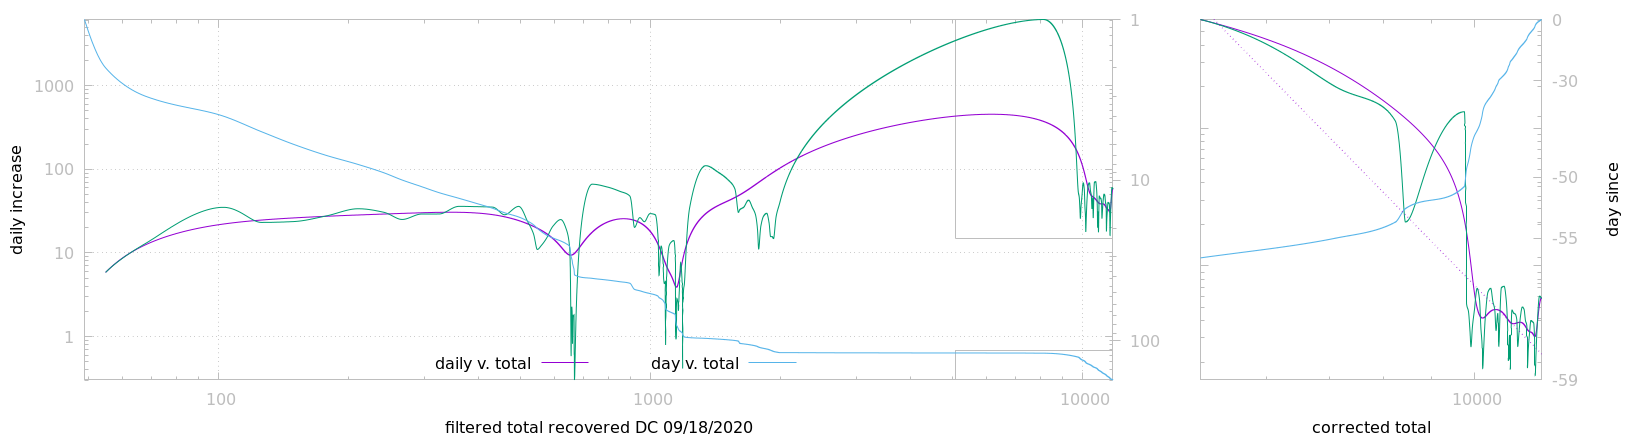 daily increase
1000
100
10
1
100
1000
10000
1
10
100
daily v. total
day v. total
filtered total recovered DC 09/18/2020
0
-30
-50
-55
-59
day since
10000
corrected total